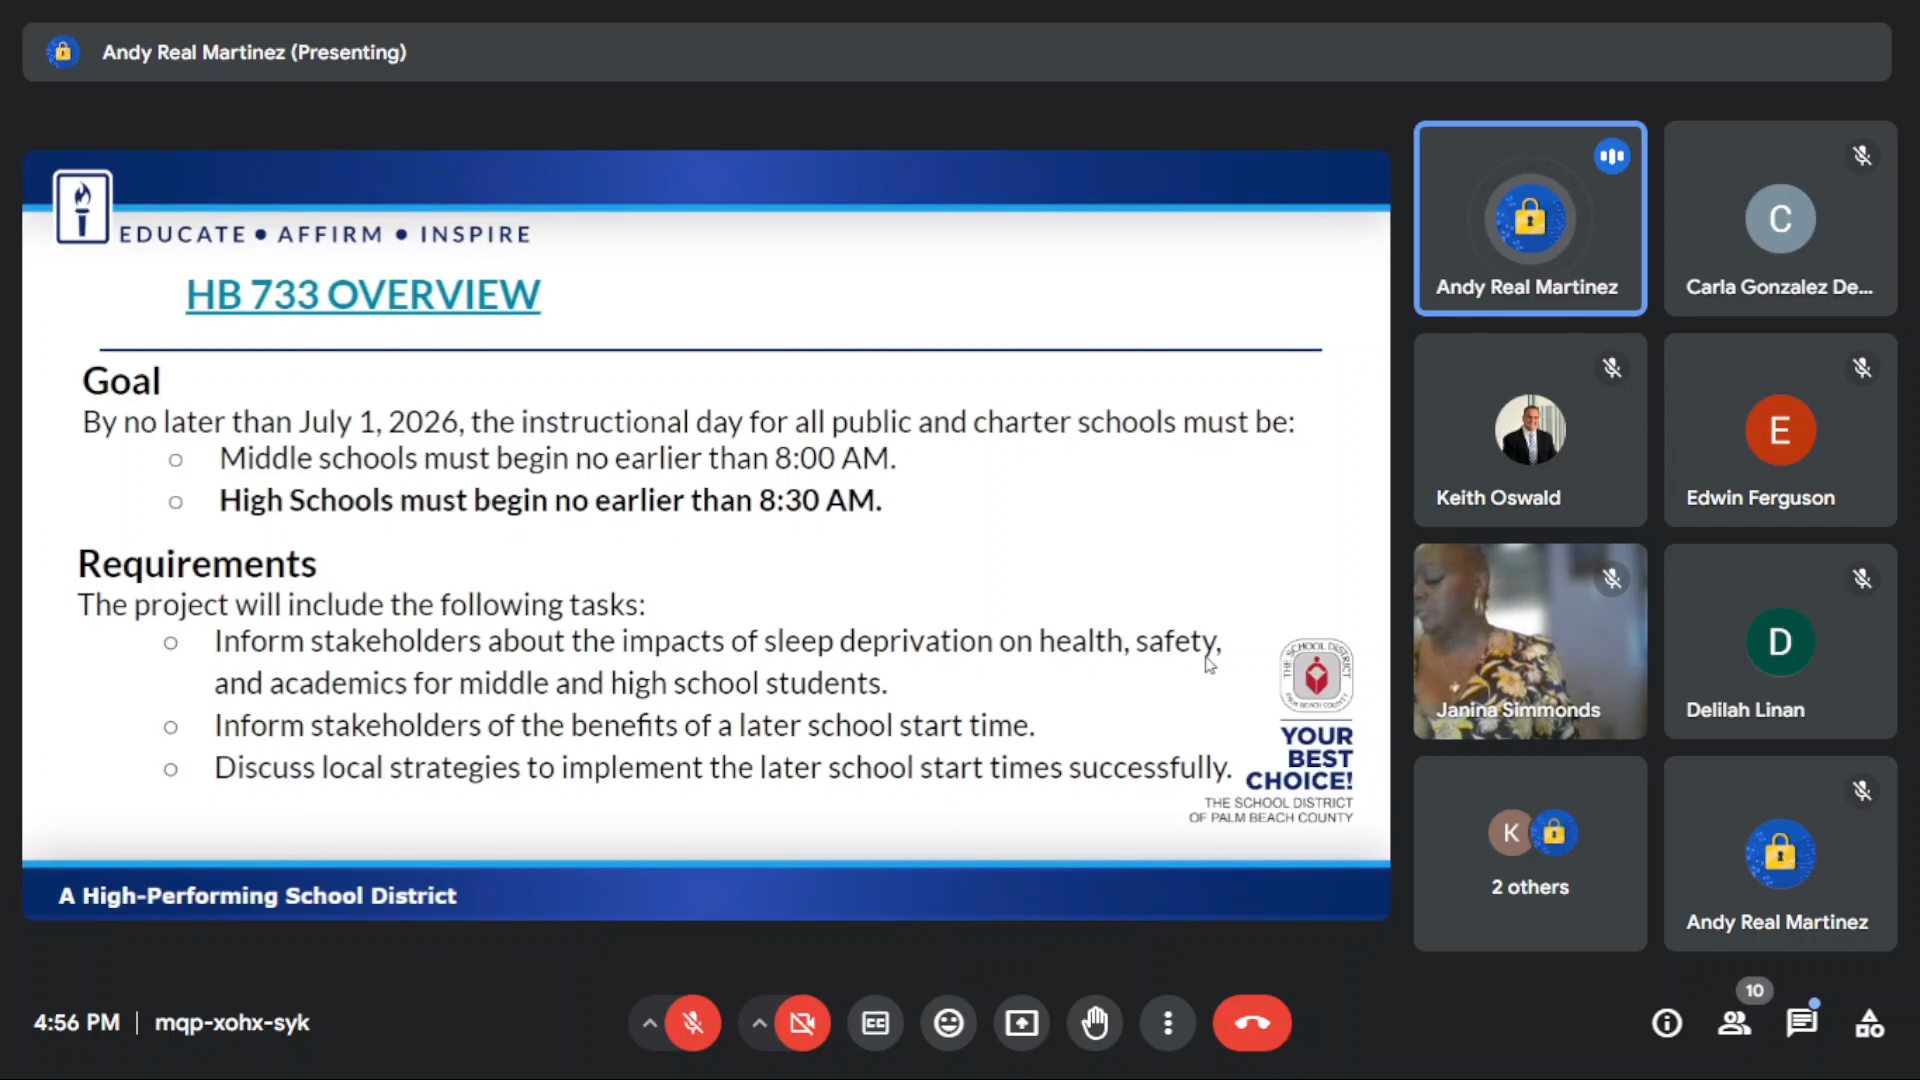 Andy Real Martinez (Presenting)
EDUCATE • AFFIRM • INSPIRE
HB 733 OVERVIEW
Goal
By no later than July 1, 2026, the instructional day for all public and charter schools must be:
○ Middle schools must begin no earlier than 8:00 AM.
○ High Schools must begin no earlier than 8:30 AM.
Requirements
The project will include the following tasks:
○ Inform stakeholders about the impacts of sleep deprivation on health, safety,
and academics for middle and high school students.
○ Inform stakeholders of the benefits of a later school start time.
○ Discuss local strategies to implement the later school start times successfully.
THE SCHOOL DISTRICT
PALM BEACH COUNTY
YOUR
BEST
CHOICE!
THE SCHOOL DISTRICT
OF PALM BEACH COUNTY
A High-Performing School District
Andy Real Martinez
C
Carla Gonzalez De...
Keith Oswald
E
Edwin Ferguson
Janina Simmonds
D
Delilah Linan
K
2 others
Andy Real Martinez
4:56 PM | mqp-xohx-syk
CC
10